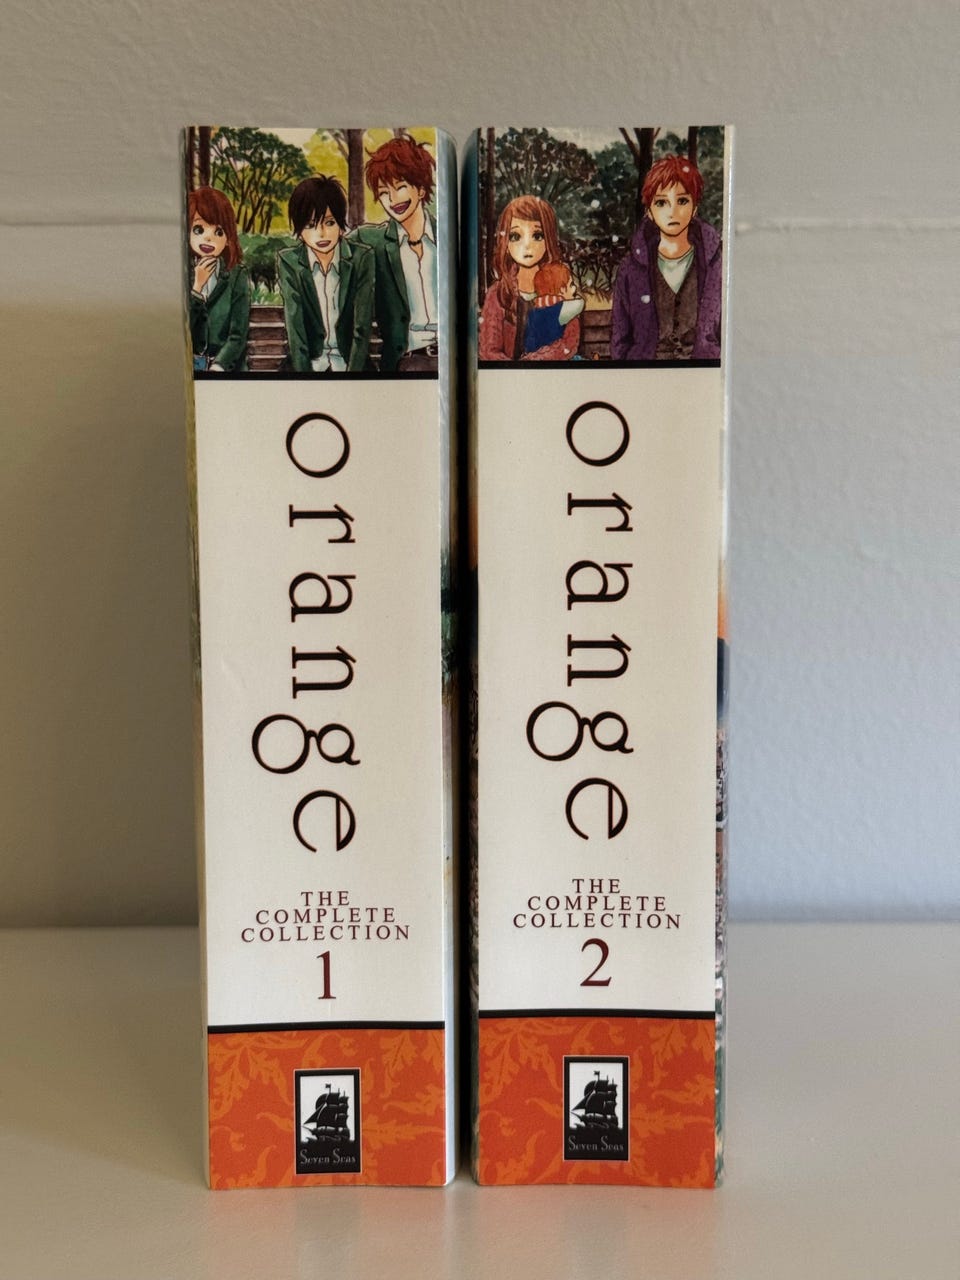 orange
THE
COMPLETE
COLLECTION
1
Seven Seas
orange
THE
COMPLETE
COLLECTION
2
Seven Seas